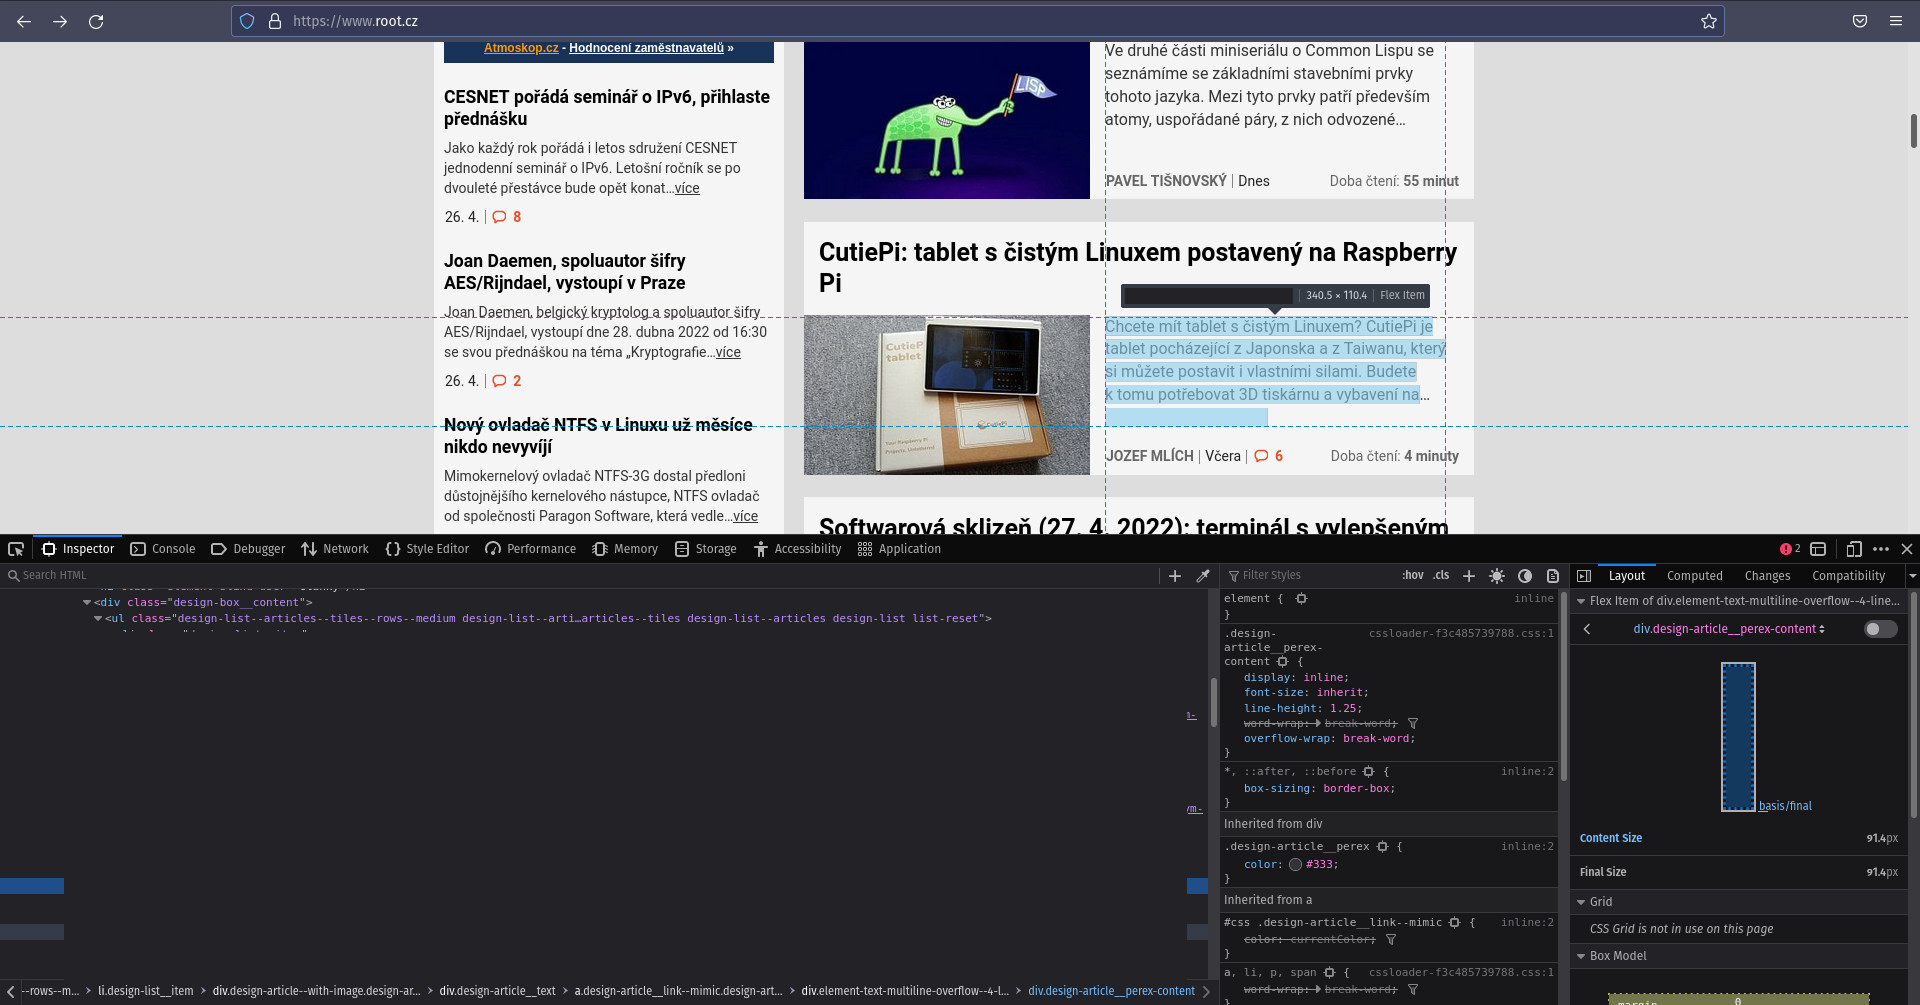 https://www.root.cz
Atmoskop.cz - Hodnocení zaměstnavatelů »
CESNET pořádá seminář o IPv6, přihlaste
přednášku
Jako každý rok pořádá i letos sdružení CESNET
jednodenní seminář o IPv6. Letošní ročník se po
dvouleté přestávce bude opět konat…více
26. 4. 8
Joan Daemen, spoluautor šifry
AES/Rijndael, vystoupí v Praze
Joan Daemen, belgický kryptolog a spoluautor šifry
AES/Rijndael, vystoupí dne 28. dubna 2022 od 16:30
se svou přednáškou na téma „Kryptografie…více
26. 4. 2
Nový ovladač NTFS v Linuxu už měsíce
nikdo nevyvíjí
Mimokernelový ovladač NTFS-3G dostal předloni
důstojnějšího kernelového nástupce, NTFS ovladač
od společnosti Paragon Software, která vedle…více
LISP
Ve druhé části miniseriálu o Common Lispu se
seznámíme se základními stavebními prvky
tohoto jazyka. Mezi tyto prvky patří především
atomy, uspořádané páry, z nich odvozené…
PAVEL TIŠNOVSKÝ | Dnes Doba čtení: 55 minut
CutiePi: tablet s čistým Linuxem postavený na Raspberry
Pi
340.5 × 110.4 Flex Item
CutieP
tablet
Your Raspberry Pi
Projects, Untethered
CutiePi
Chcete mít tablet s čistým Linuxem? CutiePi je
tablet pocházející z Japonska a z Taiwanu, který
si můžete postavit i vlastními silami. Budete
k tomu potřebovat 3D tiskárnu a vybavení na…
JOZEF MLÍCH | Včera | 6 Doba čtení: 4 minuty
Softwarová sklizeň (27. 4. 2022): terminál s vylepšeným
Inspector Console Debugger Network Style Editor Performance Memory Storage Accessibility Application 2
Search HTML
<div class="design-box__content">
<ul class="design-list--articles--tiles--rows--medium design-list--arti…articles--tiles design-list--articles design-list list-reset">
n-
ym-
--rows--m… > li.design-list__item > div.design-article--with-image.design-ar… > div.design-article__text > a.design-article__link--mimic.design-art… > div.element-text-multiline-overflow--4-l… > div.design-article__perex-content
Filter Styles :hov .cls
element { inline
}
.design- cssloader-f3c485739788.css:1
article__perex-
content {
display: inline;
font-size: inherit;
line-height: 1.25;
word-wrap: break-word;
overflow-wrap: break-word;
}
*, ::after, ::before { inline:2
box-sizing: border-box;
}
Inherited from div
.design-article__perex { inline:2
color: #333;
}
Inherited from a
#css .design-article__link--mimic { inline:2
color: currentColor;
}
a, li, p, span { cssloader-f3c485739788.css:1
word-wrap: break-word;
}
Layout Computed Changes Compatibility
Flex Item of div.element-text-multiline-overflow--4-line…
div.design-article__perex-content
basis/final
Content Size 91.4px
Final Size 91.4px
Grid
CSS Grid is not in use on this page
Box Model
margin 0